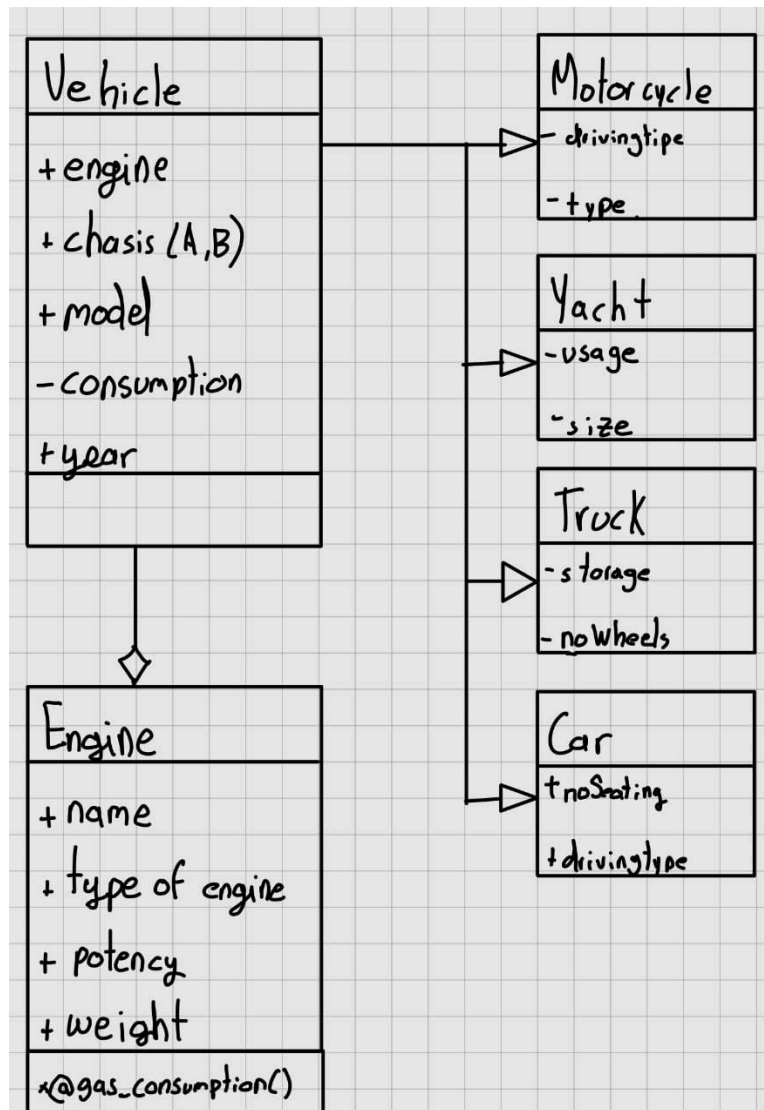 Vehicle
+ engine
+ chasis (A,B)
+ model
- consumption
+ year
Engine
+ name
+ type of engine
+ potency
+ weight
Motorcycle
- drivingtipe
- type
Yacht
- usage
- size
Truck
- storage
- noWheels
Car
+ noSeating
+ drivingtype